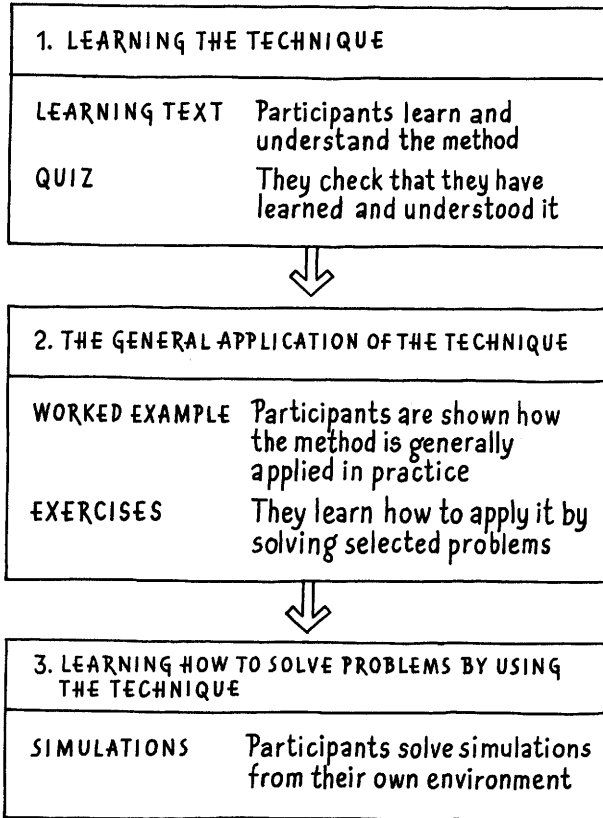 1. LEARNING THE TECHNIQUE
LEARNING TEXT Participants learn and
understand the method
QUIZ They check that they have
learned and understood it
2. THE GENERAL APPLICATION OF THE TECHNIQUE
WORKED EXAMPLE Participants are shown how
the method is generally
applied in practice
EXERCISES They learn how to apply it by
solving selected problems
3. LEARNING HOW TO SOLVE PROBLEMS BY USING
THE TECHNIQUE
SIMULATIONS Participants solve simulations
from their own environment